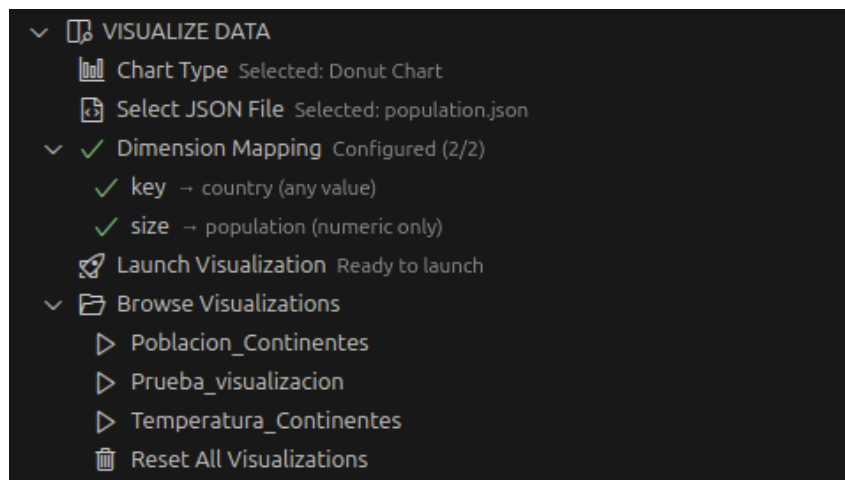 VISUALIZE DATA
Chart Type Selected: Donut Chart
Select JSON File Selected: population.json
Dimension Mapping Configured (2/2)
key → country (any value)
size → population (numeric only)
Launch Visualization Ready to launch
Browse Visualizations
Poblacion_Continentes
Prueba_visualizacion
Temperatura_Continentes
Reset All Visualizations